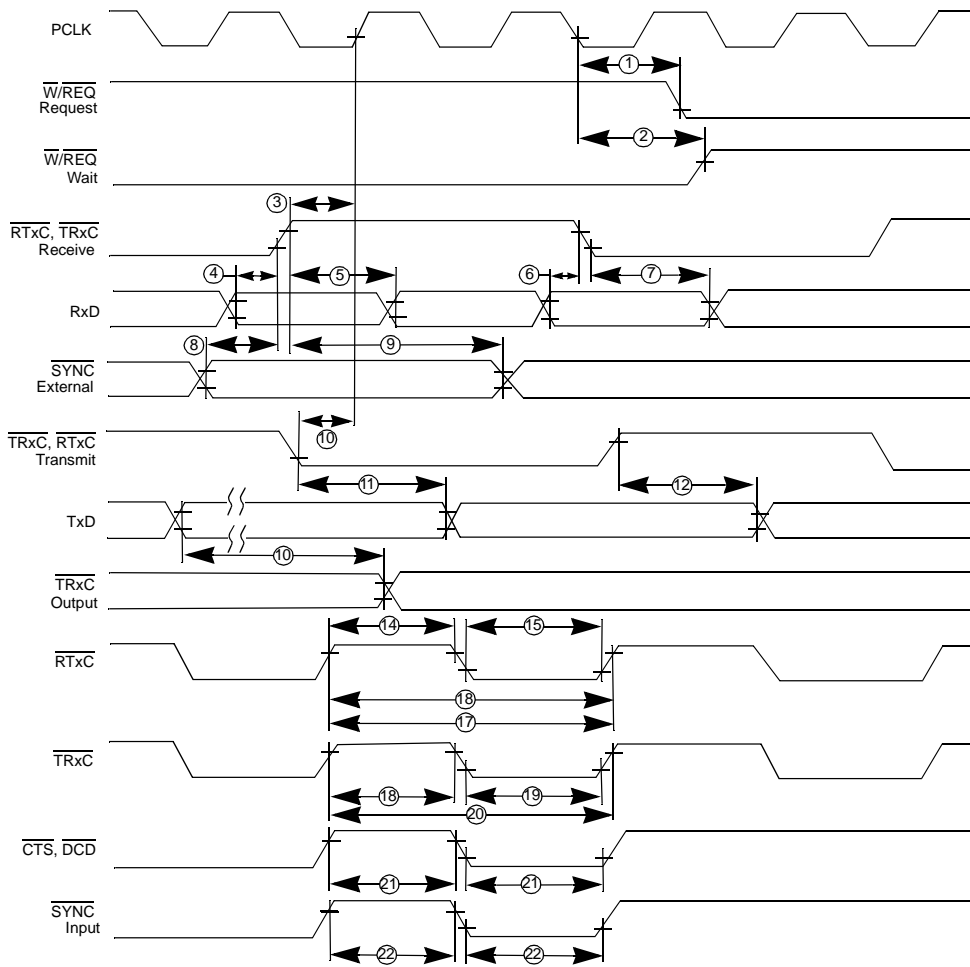 PCLK
①
W/REQ
Request
②
W/REQ
Wait
③
RTxC, TRxC
Receive
④
⑤
⑥
⑦
RxD
⑧
⑨
SYNC
External
⑩
TRxC, RTxC
Transmit
⑪
⑫
TxD
⑩
TRxC
Output
⑭
⑮
RTxC
⑱
⑰
TRxC
⑱
⑲
⑳
CTS, DCD
㉑
㉑
SYNC
Input
㉒
㉒